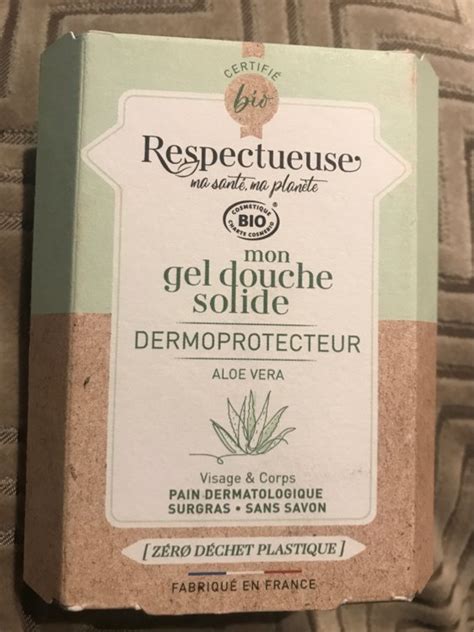 CERTIFIÉ
bio
Respectueuse
ma santé, ma planète
COSMETIQUE
BIO
CHARTE COSMEBIO
mon
gel douche
solide
DERMOPROTECTEUR
ALOE VERA
Visage & Corps
PAIN DERMATOLOGIQUE
SURGRAS • SANS SAVON
[ZÉRØ DÉCHET PLASTIQUE]
FABRIQUÉ EN FRANCE